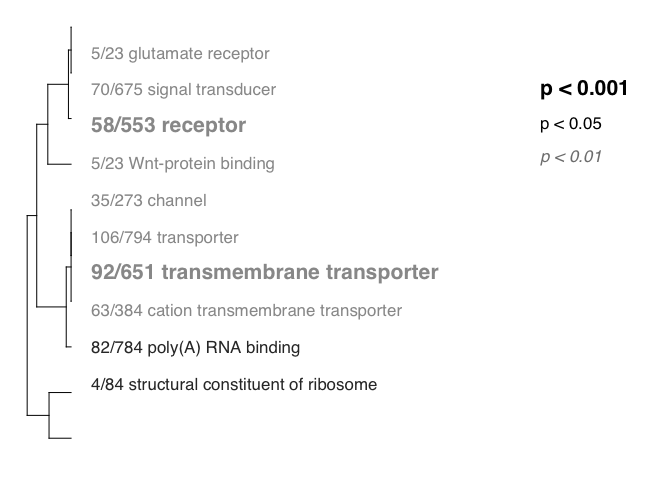 5/23 glutamate receptor
70/675 signal transducer
58/553 receptor
5/23 Wnt-protein binding
35/273 channel
106/794 transporter
92/651 transmembrane transporter
63/384 cation transmembrane transporter
82/784 poly(A) RNA binding
4/84 structural constituent of ribosome
p < 0.001
p < 0.05
p < 0.01